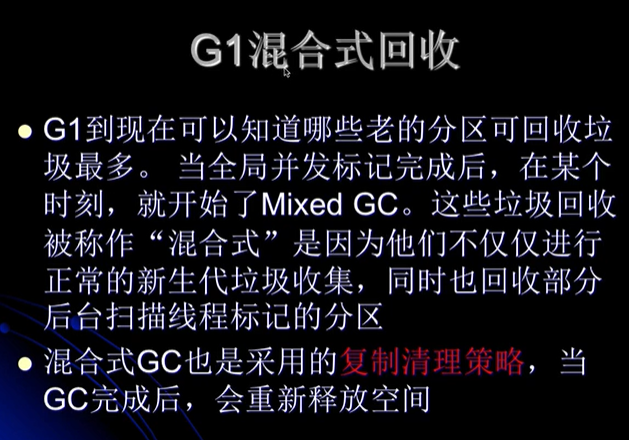 G1混合式回收
G1到现在可以知道哪些老的分区可回收垃
圾最多。 当全局并发标记完成后，在某个
时刻，就开始了Mixed GC。这些垃圾回收
被称作“混合式”是因为他们不仅仅进行
正常的新生代垃圾收集，同时也回收部分
后台扫描线程标记的分区
混合式GC也是采用的复制清理策略，当
GC完成后，会重新释放空间